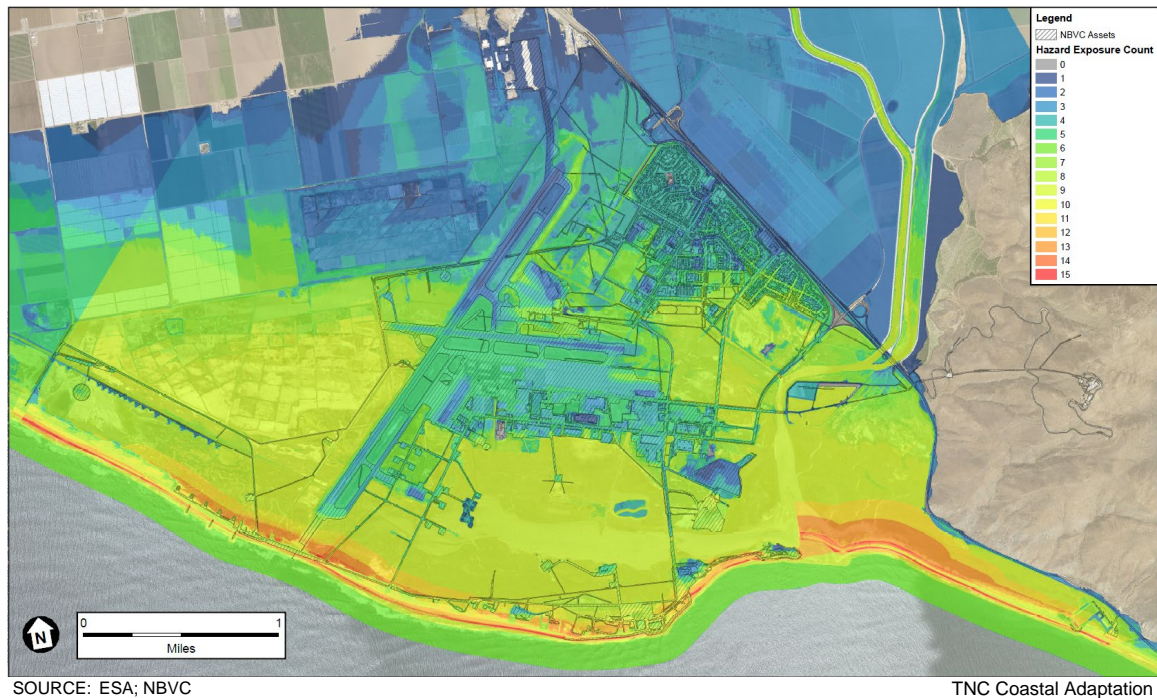 Legend
NBVC Assets
Hazard Exposure Count
0
1
2
3
4
5
6
7
8
9
10
11
12
13
14
15
N
0 1
Miles
SOURCE: ESA; NBVC
TNC Coastal Adaptation